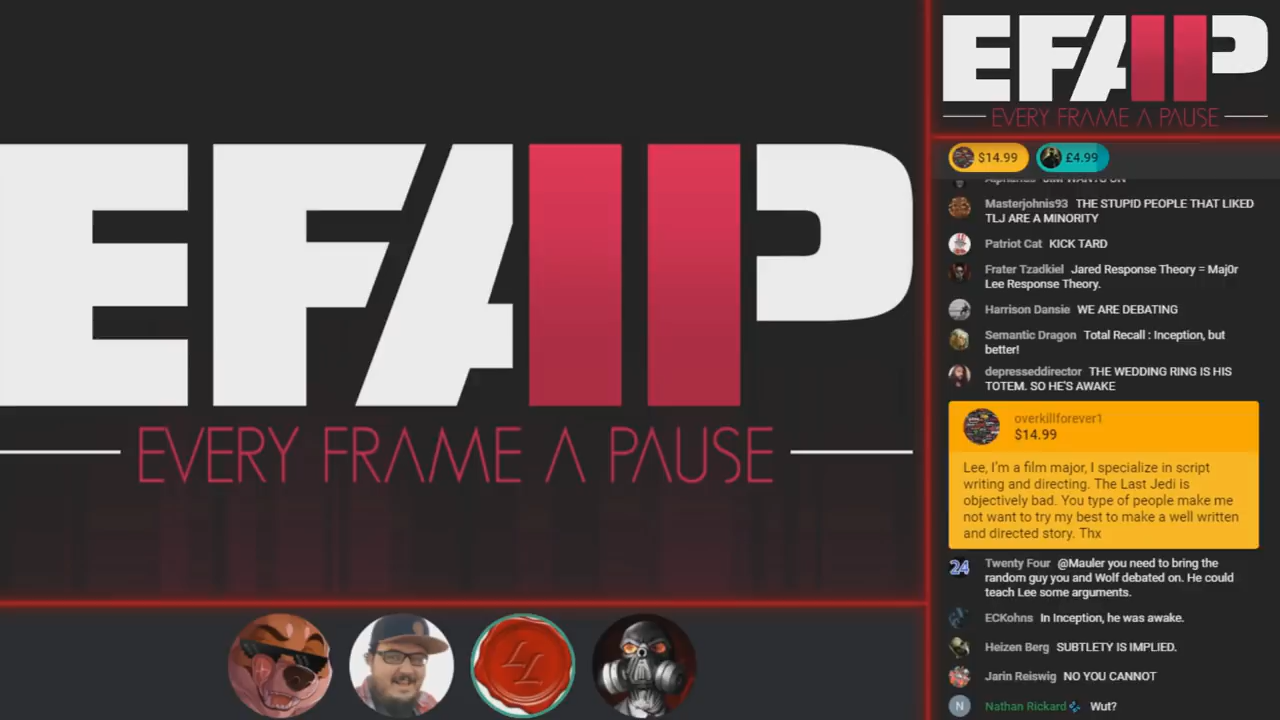 EFAP
EVERY FRAME A PAUSE
LL
EFAP
EVERY FRAME A PAUSE
$14.99
£4.99
Masterjohnis93 THE STUPID PEOPLE THAT LIKED
TLJ ARE A MINORITY
Patriot Cat KICK TARD
Frater Tzadkiel Jared Response Theory = Maj0r
Lee Response Theory.
Harrison Dansie WE ARE DEBATING
Semantic Dragon Total Recall : Inception, but
better!
depresseddirector THE WEDDING RING IS HIS
TOTEM. SO HE'S AWAKE
overkillforever1
$14.99
Lee, I'm a film major, I specialize in script
writing and directing. The Last Jedi is
objectively bad. You type of people make me
not want to try my best to make a well written
and directed story. Thx
24
Twenty Four @Mauler you need to bring the
random guy you and Wolf debated on. He could
teach Lee some arguments.
ECKohns In Inception, he was awake.
Heizen Berg SUBTLETY IS IMPLIED.
Jarin Reiswig NO YOU CANNOT
N Nathan Rickard Wut?